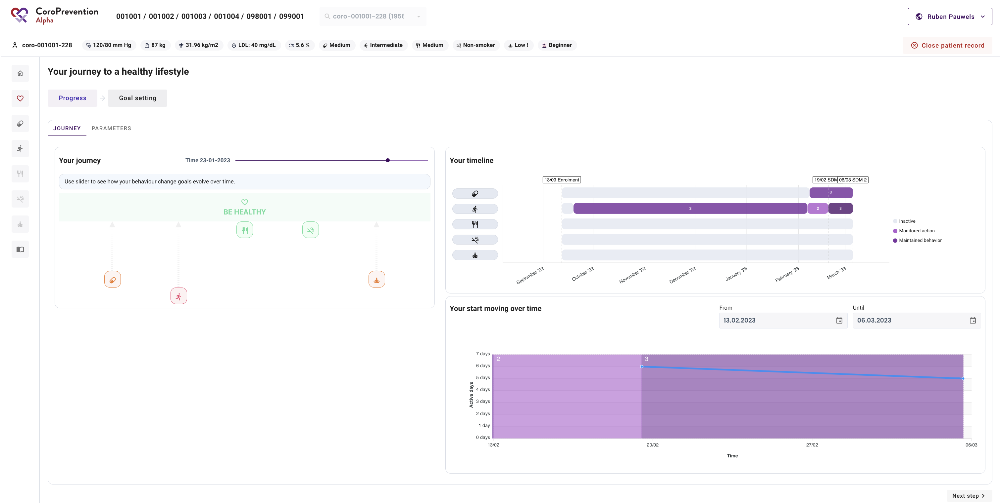 CoroPrevention
Alpha
001001 / 001002 / 001003 / 001004 / 098001 / 099001
coro-001001-228 (1956
Ruben Pauwels
coro-001001-228
120/80 mm Hg
87 kg
31.96 kg/m2
LDL: 40 mg/dL
5.6 %
Medium
Intermediate
Medium
Non-smoker
Low !
Beginner
Close patient record
Your journey to a healthy lifestyle
Progress
Goal setting
JOURNEY
PARAMETERS
Your journey
Time 23-01-2023
Use slider to see how your behaviour change goals evolve over time.
BE HEALTHY
Your timeline
13/09 Enrolment
19/02 SDM
06/03 SDM 2
2
3
2
3
Inactive
Monitored action
Maintained behavior
September '22
October '22
November '22
December '22
January '23
February '23
March '23
Your start moving over time
From
Until
13.02.2023
06.03.2023
7 days
6 days
5 days
4 days
3 days
2 days
1 day
0 days
Active days
2
3
13/02
20/02
27/02
06/03
Time
Next step